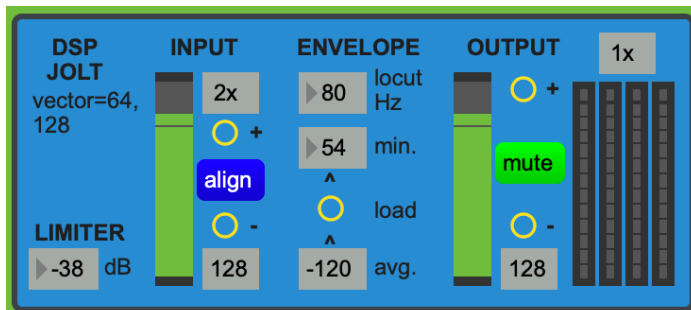 DSP
JOLT
vector=64,
128
LIMITER
-38 dB
INPUT
2x
+
align
-
128
ENVELOPE
80 locut
Hz
54 min.
^
load
^
-120 avg.
OUTPUT
+
mute
-
128
1x